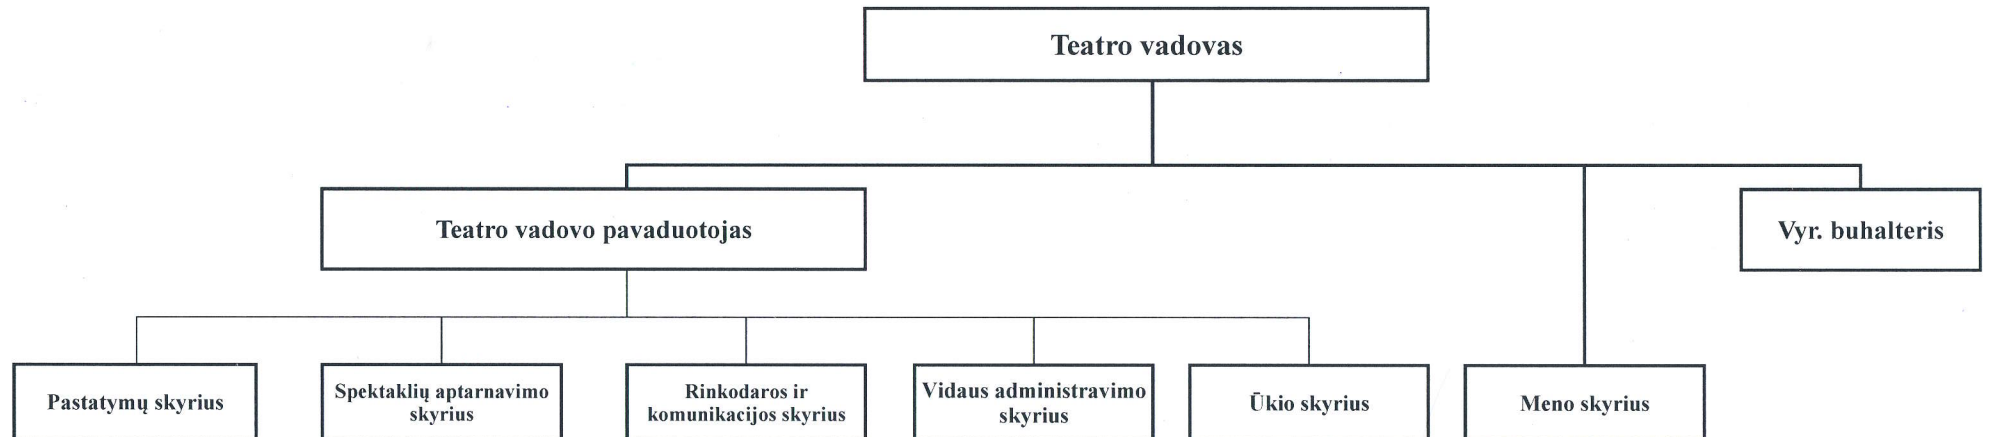 Teatro vadovas
Teatro vadovo pavaduotojas
Vyr. buhalteris
Pastatymų skyrius
Spektaklių aptarnavimo
skyrius
Rinkodaros ir
komunikacijos skyrius
Vidaus administravimo
skyrius
Ūkio skyrius
Meno skyrius